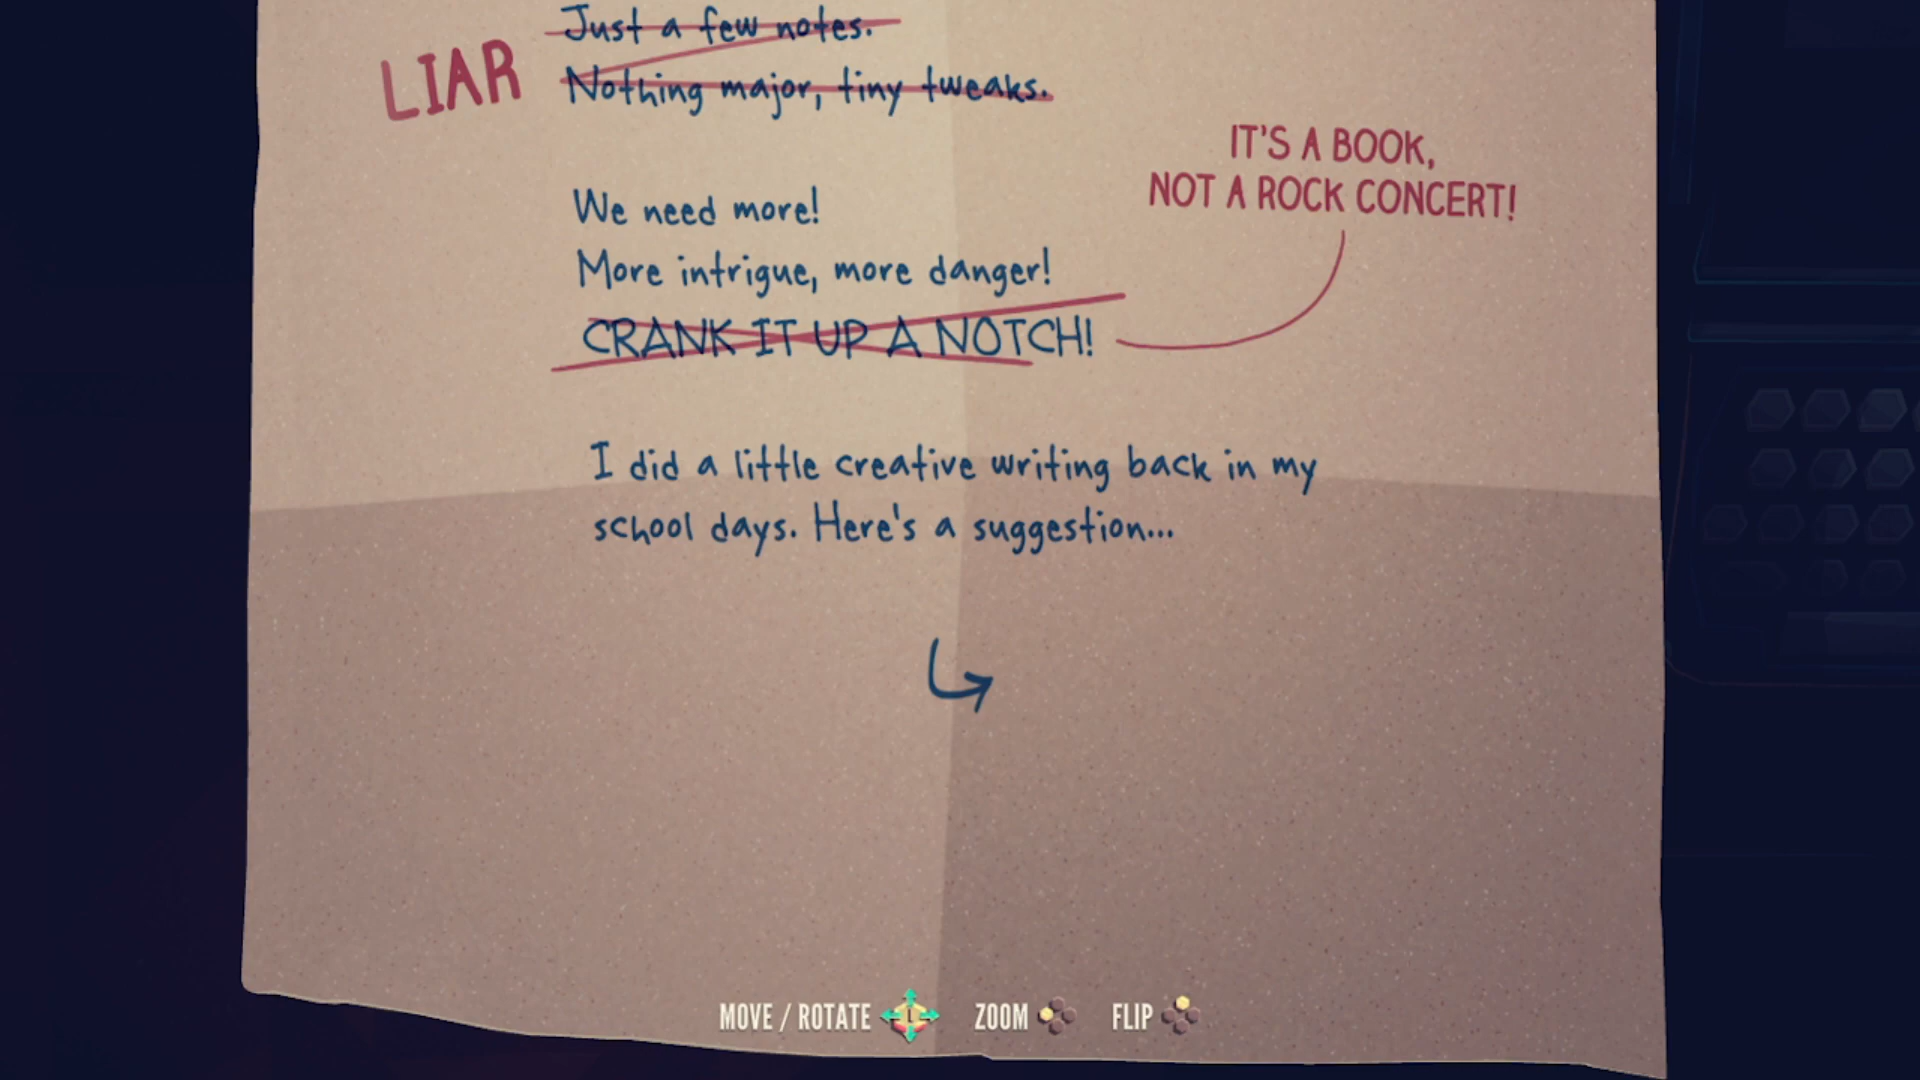 Just a few notes.
LIAR
Nothing major, tiny tweaks.
IT'S A BOOK,
NOT A ROCK CONCERT!
We need more!
More intrigue, more danger!
CRANK IT UP A NOTCH!
I did a little creative writing back in my
school days. Here's a suggestion...
MOVE / ROTATE L ZOOM FLIP